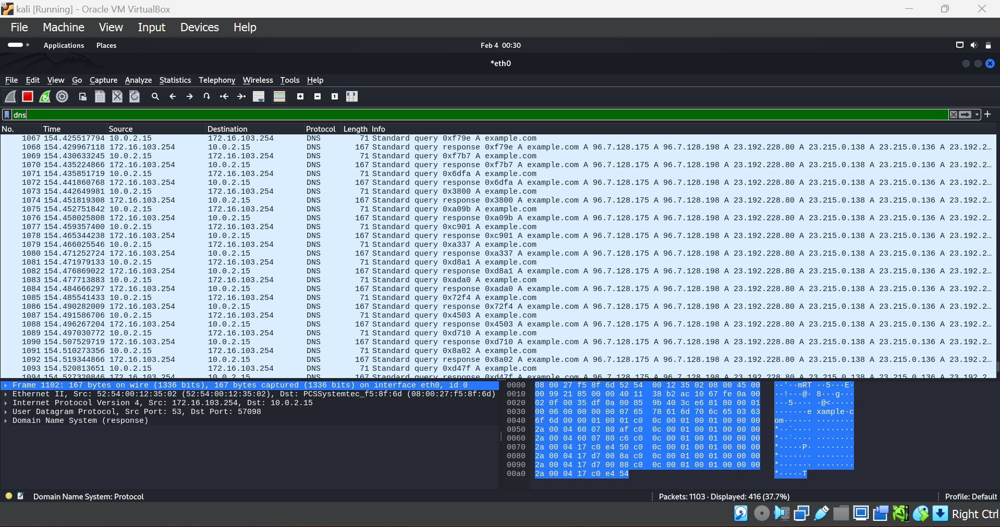 kali [Running] - Oracle VM VirtualBox
File Machine View Input Devices Help
Applications Places Feb 4 00:30
*eth0
File Edit View Go Capture Analyze Statistics Telephony Wireless Tools Help
dns
No. Time Source Destination Protocol Length Info
1067 154.425517794 10.0.2.15 172.16.103.254 DNS 71 Standard query 0xf79e A example.com
1068 154.429967118 172.16.103.254 10.0.2.15 DNS 167 Standard query response 0xf79e A example.com A 96.7.128.175 A 96.7.128.198 A 23.192.228.80 A 23.215.0.138 A 23.215.0.136 A 23.192.2…
1069 154.430633245 10.0.2.15 172.16.103.254 DNS 71 Standard query 0xf7b7 A example.com
1070 154.435224866 172.16.103.254 10.0.2.15 DNS 167 Standard query response 0xf7b7 A example.com A 96.7.128.175 A 96.7.128.198 A 23.192.228.80 A 23.215.0.138 A 23.215.0.136 A 23.192.2…
1071 154.435851719 10.0.2.15 172.16.103.254 DNS 71 Standard query 0x6dfa A example.com
1072 154.441860768 172.16.103.254 10.0.2.15 DNS 167 Standard query response 0x6dfa A example.com A 96.7.128.175 A 96.7.128.198 A 23.192.228.80 A 23.215.0.138 A 23.215.0.136 A 23.192.2…
1073 154.442649981 10.0.2.15 172.16.103.254 DNS 71 Standard query 0x3800 A example.com
1074 154.451819308 172.16.103.254 10.0.2.15 DNS 167 Standard query response 0x3800 A example.com A 96.7.128.175 A 96.7.128.198 A 23.192.228.80 A 23.215.0.138 A 23.215.0.136 A 23.192.2…
1075 154.452751842 10.0.2.15 172.16.103.254 DNS 71 Standard query 0xa09b A example.com
1076 154.458025808 172.16.103.254 10.0.2.15 DNS 167 Standard query response 0xa09b A example.com A 96.7.128.175 A 96.7.128.198 A 23.192.228.80 A 23.215.0.138 A 23.215.0.136 A 23.192.2…
1077 154.459357400 10.0.2.15 172.16.103.254 DNS 71 Standard query 0xc901 A example.com
1078 154.465344238 172.16.103.254 10.0.2.15 DNS 167 Standard query response 0xc901 A example.com A 96.7.128.175 A 96.7.128.198 A 23.192.228.80 A 23.215.0.138 A 23.215.0.136 A 23.192.2…
1079 154.466025546 10.0.2.15 172.16.103.254 DNS 71 Standard query 0xa337 A example.com
1080 154.471252724 172.16.103.254 10.0.2.15 DNS 167 Standard query response 0xa337 A example.com A 96.7.128.175 A 96.7.128.198 A 23.192.228.80 A 23.215.0.138 A 23.215.0.136 A 23.192.2…
1081 154.471979133 10.0.2.15 172.16.103.254 DNS 71 Standard query 0xd8a1 A example.com
1082 154.476869022 172.16.103.254 10.0.2.15 DNS 167 Standard query response 0xd8a1 A example.com A 96.7.128.175 A 96.7.128.198 A 23.192.228.80 A 23.215.0.138 A 23.215.0.136 A 23.192.2…
1083 154.477713883 10.0.2.15 172.16.103.254 DNS 71 Standard query 0xada0 A example.com
1084 154.484666297 172.16.103.254 10.0.2.15 DNS 167 Standard query response 0xada0 A example.com A 96.7.128.175 A 96.7.128.198 A 23.192.228.80 A 23.215.0.138 A 23.215.0.136 A 23.192.2…
1085 154.485541433 10.0.2.15 172.16.103.254 DNS 71 Standard query 0x72f4 A example.com
1086 154.490282009 172.16.103.254 10.0.2.15 DNS 167 Standard query response 0x72f4 A example.com A 96.7.128.175 A 96.7.128.198 A 23.192.228.80 A 23.215.0.138 A 23.215.0.136 A 23.192.2…
1087 154.491586706 10.0.2.15 172.16.103.254 DNS 71 Standard query 0x4503 A example.com
1088 154.496267204 172.16.103.254 10.0.2.15 DNS 167 Standard query response 0x4503 A example.com A 96.7.128.175 A 96.7.128.198 A 23.192.228.80 A 23.215.0.138 A 23.215.0.136 A 23.192.2…
1089 154.497030772 10.0.2.15 172.16.103.254 DNS 71 Standard query 0xd710 A example.com
1090 154.507529719 172.16.103.254 10.0.2.15 DNS 167 Standard query response 0xd710 A example.com A 96.7.128.175 A 96.7.128.198 A 23.192.228.80 A 23.215.0.138 A 23.215.0.136 A 23.192.2…
1091 154.510273356 10.0.2.15 172.16.103.254 DNS 71 Standard query 0x8a02 A example.com
1092 154.519344866 172.16.103.254 10.0.2.15 DNS 167 Standard query response 0x8a02 A example.com A 96.7.128.175 A 96.7.128.198 A 23.192.228.80 A 23.215.0.138 A 23.215.0.136 A 23.192.2…
1093 154.520813651 10.0.2.15 172.16.103.254 DNS 71 Standard query 0xd47f A example.com
1094 154.527320846 172.16.103.254 10.0.2.15 DNS 167 Standard query response 0xd47f A example.com A 96.7.128.175 A 96.7.128.198 A 23.192.228.80 A 23.215.0.138 A 23.215.0.136 A 23.192.2
Frame 1102: 167 bytes on wire (1336 bits), 167 bytes captured (1336 bits) on interface eth0, id 0
Ethernet II, Src: 52:54:00:12:35:02 (52:54:00:12:35:02), Dst: PCSSystemtec_f5:8f:6d (08:00:27:f5:8f:6d)
Internet Protocol Version 4, Src: 172.16.103.254, Dst: 10.0.2.15
User Datagram Protocol, Src Port: 53, Dst Port: 57098
Domain Name System (response)
0000 08 00 27 f5 8f 6d 52 54 00 12 35 02 08 00 45 00 ··'··mRT ··5···E·
0010 00 99 21 85 00 00 40 11 38 b2 ac 10 67 fe 0a 00 ··!···@· 8···g···
0020 02 0f 00 35 df 0a 00 85 9b 40 3c e6 81 80 00 01 ···5···· ·@<·····
0030 00 06 00 00 00 00 07 65 78 61 6d 70 6c 65 03 63 ·······e xample·c
0040 6f 6d 00 00 01 00 01 c0 0c 00 01 00 01 00 00 00 om······ ········
0050 2a 00 04 60 07 80 af c0 0c 00 01 00 01 00 00 00 *··`···· ········
0060 2a 00 04 60 07 80 c6 c0 0c 00 01 00 01 00 00 00 *··`···· ········
0070 2a 00 04 17 c0 e4 50 c0 0c 00 01 00 01 00 00 00 *·····P· ········
0080 2a 00 04 17 d7 00 8a c0 0c 00 01 00 01 00 00 00 *······· ········
0090 2a 00 04 17 d7 00 88 c0 0c 00 01 00 01 00 00 00 *······· ········
00a0 2a 00 04 17 c0 e4 54 *·····T
Domain Name System: Protocol Packets: 1103 · Displayed: 416 (37.7%) Profile: Default
Right Ctrl